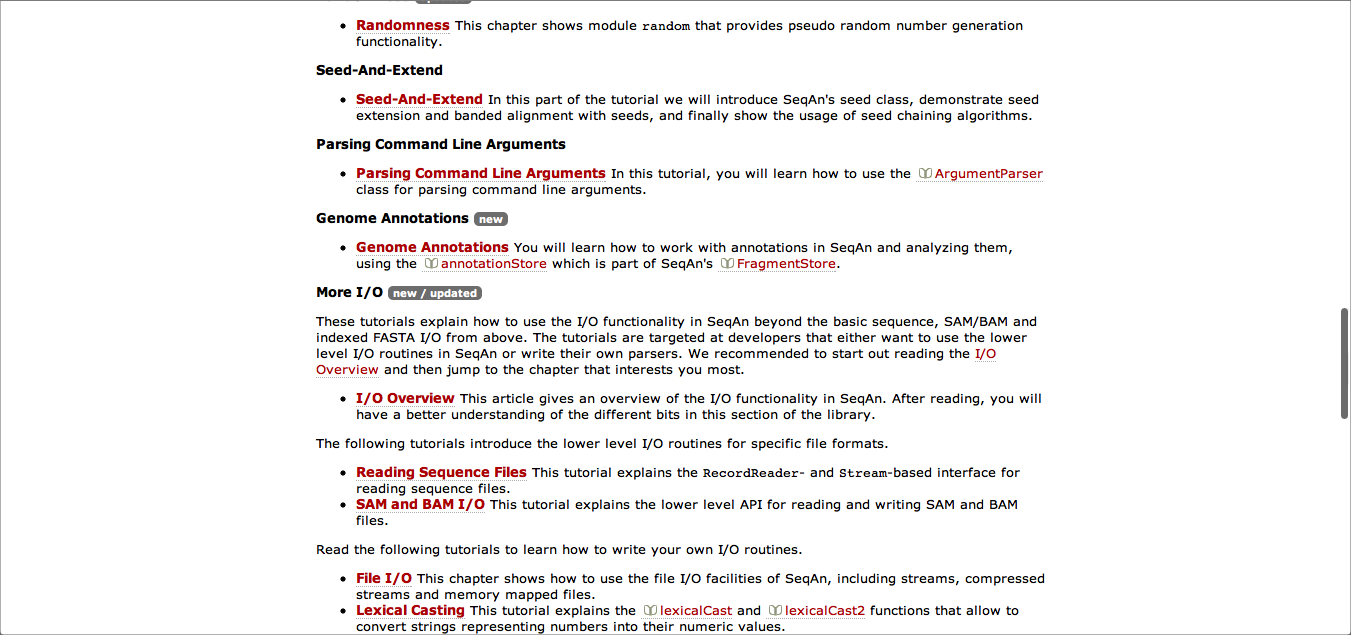 Randomness This chapter shows module random that provides pseudo random number generation
functionality.
Seed-And-Extend
Seed-And-Extend In this part of the tutorial we will introduce SeqAn's seed class, demonstrate seed
extension and banded alignment with seeds, and finally show the usage of seed chaining algorithms.
Parsing Command Line Arguments
Parsing Command Line Arguments In this tutorial, you will learn how to use the ArgumentParser
class for parsing command line arguments.
Genome Annotations new
Genome Annotations You will learn how to work with annotations in SeqAn and analyzing them,
using the annotationStore which is part of SeqAn's FragmentStore.
More I/O new / updated
These tutorials explain how to use the I/O functionality in SeqAn beyond the basic sequence, SAM/BAM and
indexed FASTA I/O from above. The tutorials are targeted at developers that either want to use the lower
level I/O routines in SeqAn or write their own parsers. We recommended to start out reading the I/O
Overview and then jump to the chapter that interests you most.
I/O Overview This article gives an overview of the I/O functionality in SeqAn. After reading, you will
have a better understanding of the different bits in this section of the library.
The following tutorials introduce the lower level I/O routines for specific file formats.
Reading Sequence Files This tutorial explains the RecordReader- and Stream-based interface for
reading sequence files.
SAM and BAM I/O This tutorial explains the lower level API for reading and writing SAM and BAM
files.
Read the following tutorials to learn how to write your own I/O routines.
File I/O This chapter shows how to use the file I/O facilities of SeqAn, including streams, compressed
streams and memory mapped files.
Lexical Casting This tutorial explains the lexicalCast and lexicalCast2 functions that allow to
convert strings representing numbers into their numeric values.